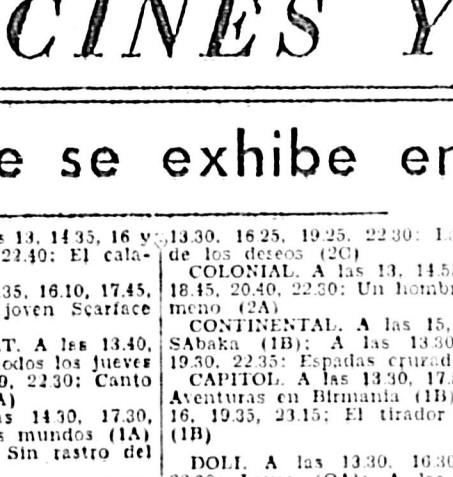 CINES Y
e se exhibe en
s 13, 14.35, 16 y
22.40: El cala-
35, 16.10, 17.45,
joven Scarface
T. A las 13.40,
odos los jueves
0, 22.30: Canto
A)
s 14.30, 17.30,
s mundos (1A)
Sin rastro del
13.30, 16.25, 19.25, 22.30: L
de los deseos (2C)
COLONIAL. A las 13, 14.5
18.45, 20.40, 22.30: Un hombr
meno (2A)
CONTINENTAL. A las 15,
SAbaka (1B); A las 13.30
19.30, 22.35: Espadas cruzad
CAPITOL. A las 13.30, 17.
Aventuras en Birmania (1B)
16, 19.35, 23.15: El tirador
(1B)
DOLI. A las 13.30, 16.30